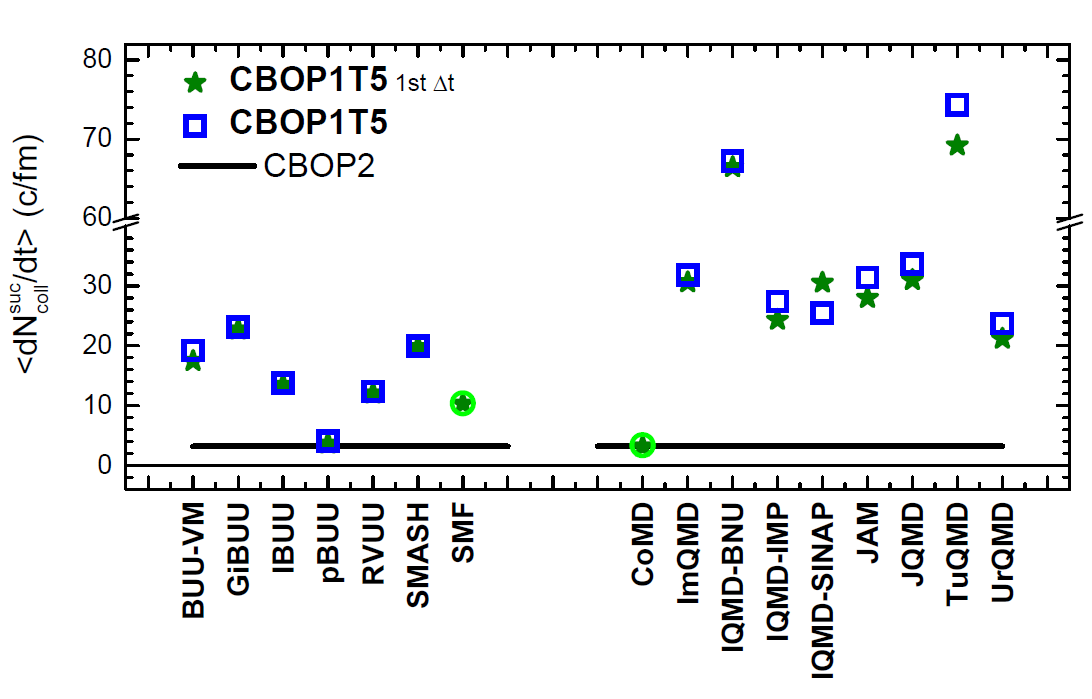 80
70
60
30
20
10
0
<dN^suc_coll/dt> (c/fm)
CBOP1T5 1st Δt
CBOP1T5
CBOP2
BUU-VM
GiBUU
IBUU
pBUU
RVUU
SMASH
SMF
CoMD
ImQMD
IQMD-BNU
IQMD-IMP
IQMD-SINAP
JAM
JQMD
TuQMD
UrQMD